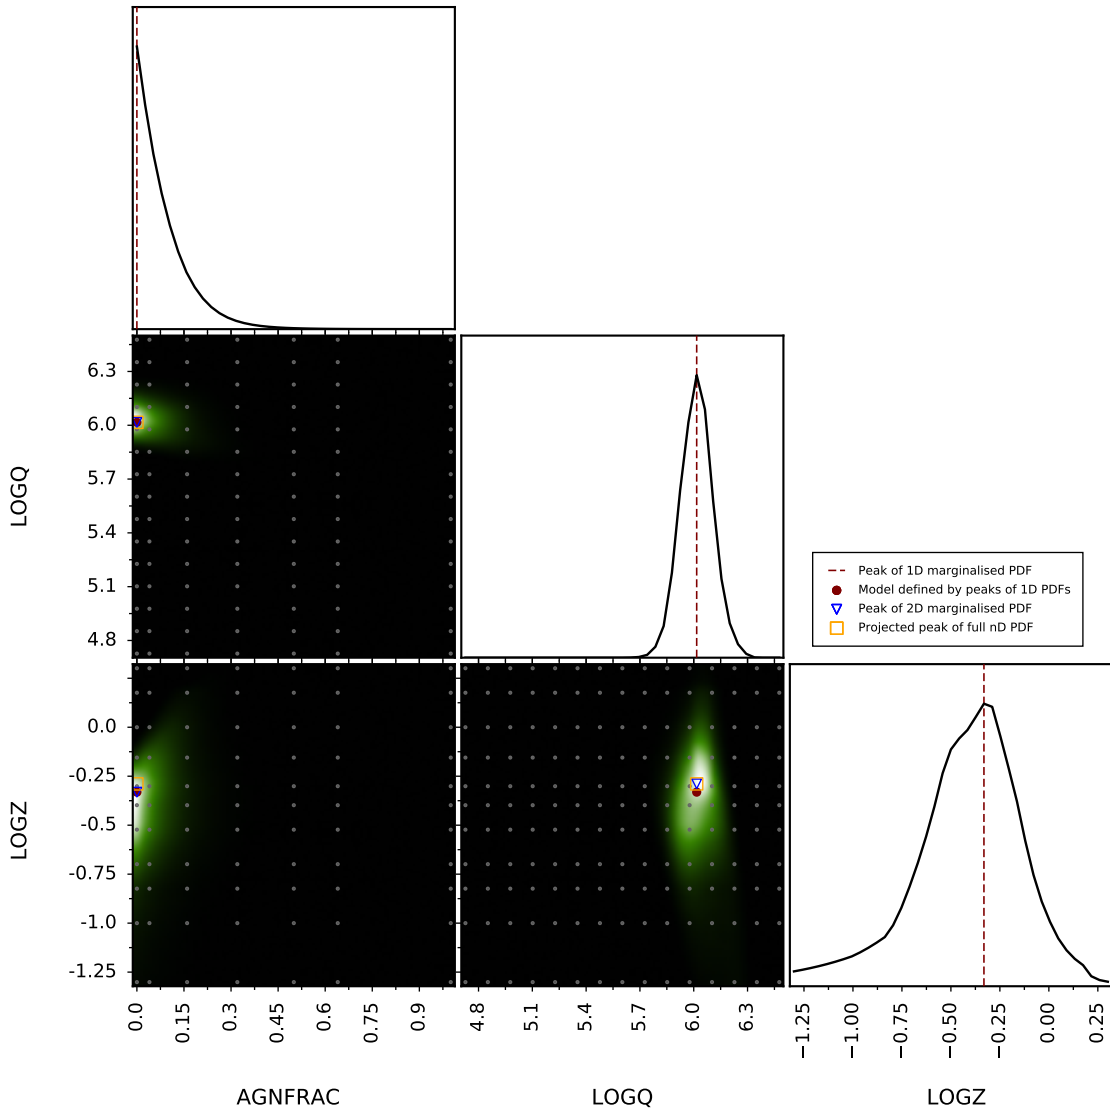 6.3
6.0
5.7
5.4
5.1
4.8
LOGQ
Peak of 1D marginalised PDF
Model defined by peaks of 1D PDFs
Peak of 2D marginalised PDF
Projected peak of full nD PDF
0.0
-0.25
-0.5
-0.75
-1.0
-1.25
LOGZ
0.0 0.15 0.3 0.45 0.6 0.75 0.9
4.8 5.1 5.4 5.7 6.0 6.3
−1.25 −1.00 −0.75 −0.50 −0.25 0.00 0.25
AGNFRAC LOGQ LOGZ